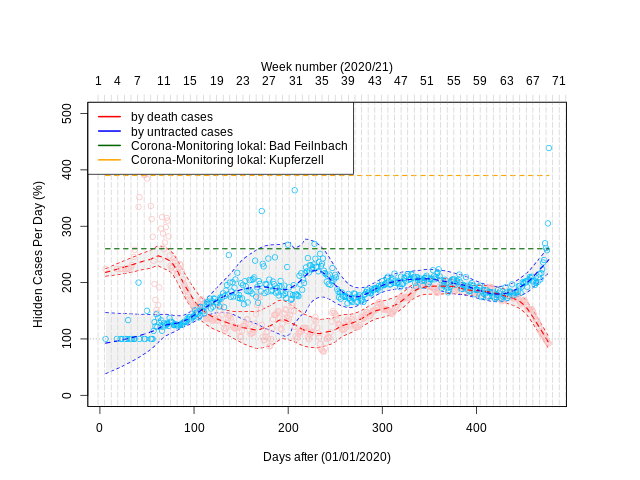 Week number (2020/21)
1 4 7 11 15 19 23 27 31 35 39 43 47 51 55 59 63 67 71
by death cases
by untracted cases
Corona-Monitoring lokal: Bad Feilnbach
Corona-Monitoring lokal: Kupferzell
Hidden Cases Per Day (%)
500
400
300
200
100
0
0 100 200 300 400
Days after (01/01/2020)